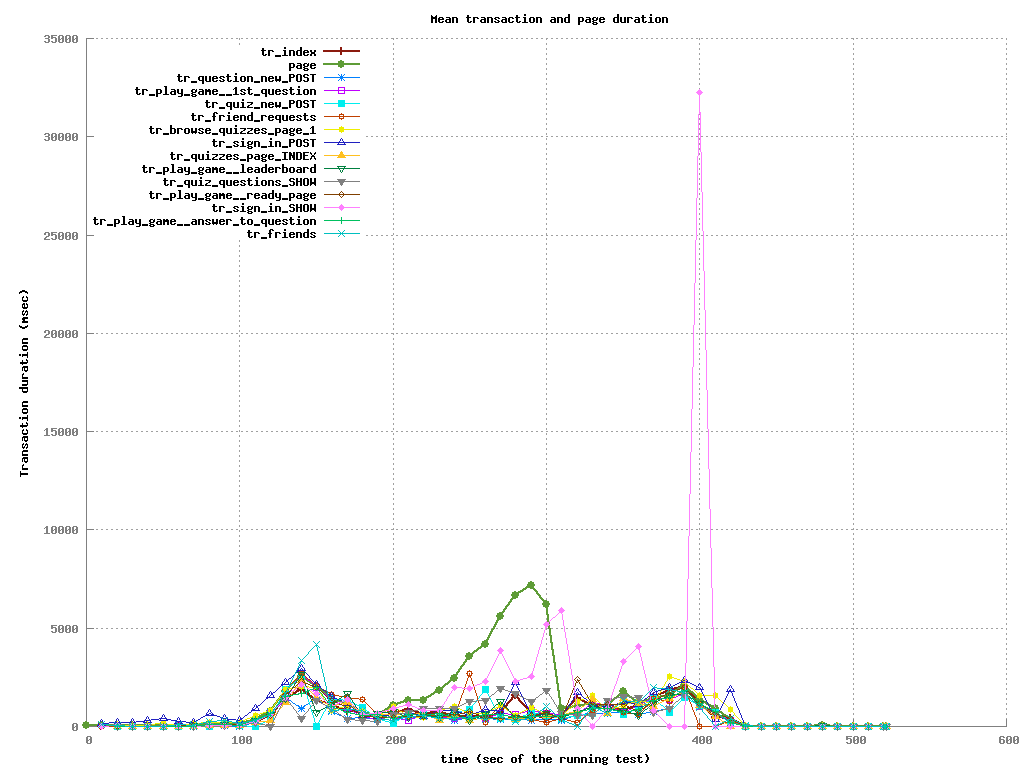 Mean transaction and page duration
35000
30000
25000
20000
15000
10000
5000
0
Transaction duration (msec)
tr_index
page
tr_question_new_POST
tr_play_game__1st_question
tr_quiz_new_POST
tr_friend_requests
tr_browse_quizzes_page_1
tr_sign_in_POST
tr_quizzes_page_INDEX
tr_play_game__leaderboard
tr_quiz_questions_SHOW
tr_play_game__ready_page
tr_sign_in_SHOW
tr_play_game__answer_to_question
tr_friends
0 100 200 300 400 500 600
time (sec of the running test)